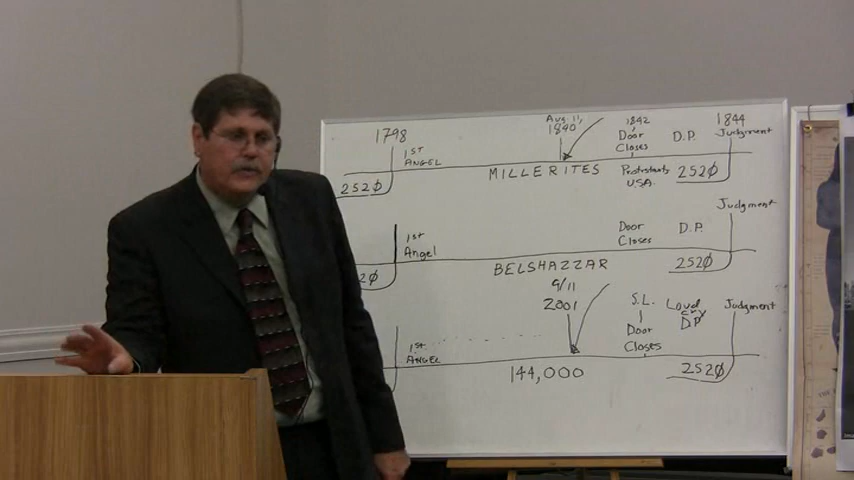 1798
Aug 11,
1840
1842
Door
Closes
D.P.
1844
Judgment
1ST
ANGEL
MILLERITES
Protestants
U.S.A.
2520
2520
Judgment
Door
Closes
D.P.
1st
Angel
BELSHAZZAR
2520
20
9/11
2001
S.L.
Door
Closes
Loud
cry
DP
Judgment
1st
ANGEL
144,000
2520